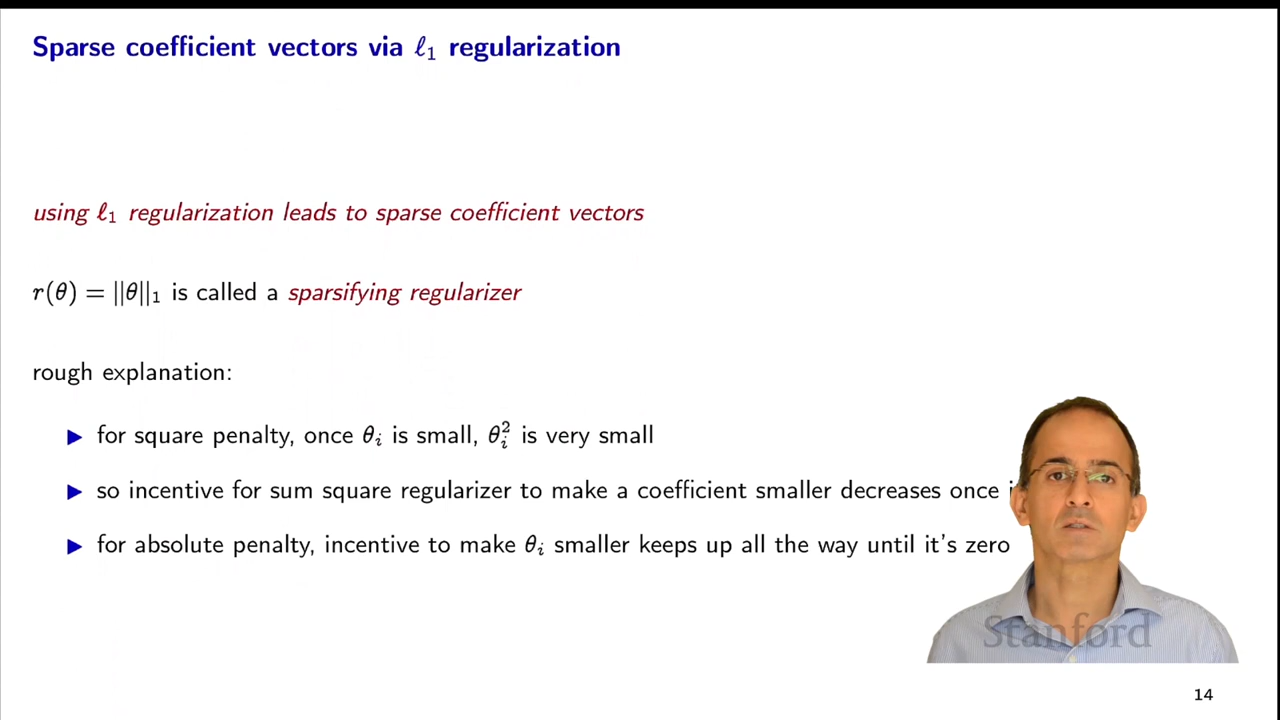 Sparse coefficient vectors via ℓ₁ regularization
using ℓ₁ regularization leads to sparse coefficient vectors
r(θ) = ||θ||₁ is called a sparsifying regularizer
rough explanation:
▶ for square penalty, once θᵢ is small, θᵢ² is very small
▶ so incentive for sum square regularizer to make a coefficient smaller decreases once
▶ for absolute penalty, incentive to make θᵢ smaller keeps up all the way until it's zero
Stanford
14